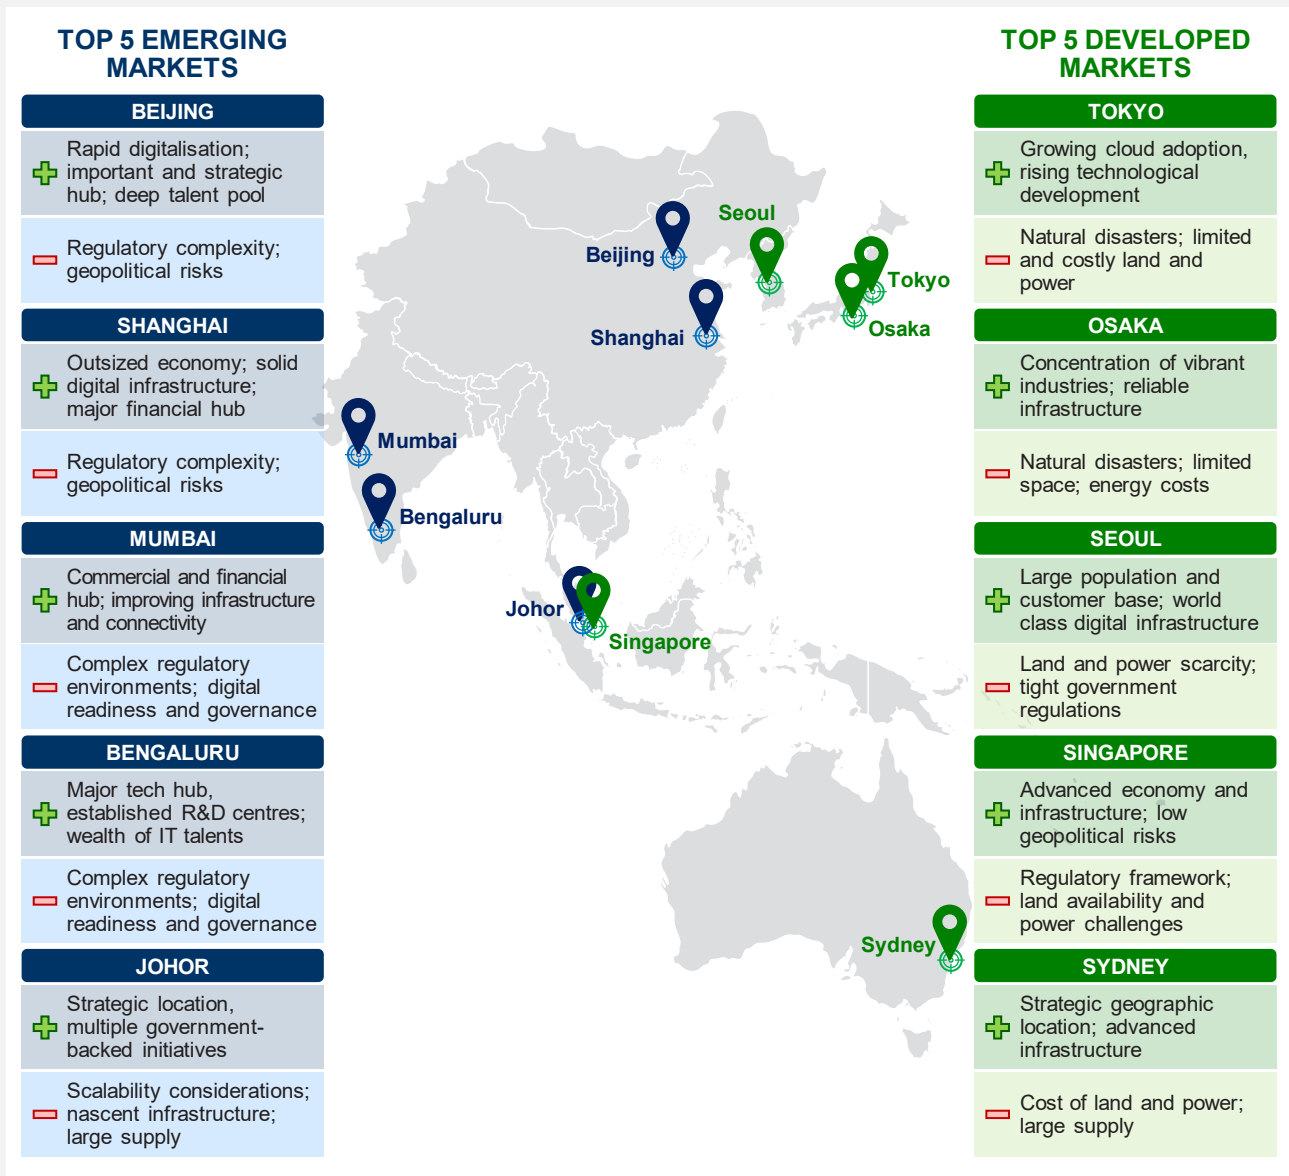 TOP 5 EMERGING
MARKETS
BEIJING
Rapid digitalisation;
important and strategic
hub; deep talent pool
Regulatory complexity;
geopolitical risks
SHANGHAI
Outsized economy; solid
digital infrastructure;
major financial hub
Regulatory complexity;
geopolitical risks
MUMBAI
Commercial and financial
hub; improving infrastructure
and connectivity
Complex regulatory
environments; digital
readiness and governance
BENGALURU
Major tech hub,
established R&D centres;
wealth of IT talents
Complex regulatory
environments; digital
readiness and governance
JOHOR
Strategic location,
multiple government-
backed initiatives
Scalability considerations;
nascent infrastructure;
large supply
Seoul
Beijing
Tokyo
Osaka
Shanghai
Mumbai
Bengaluru
Johor
Singapore
Sydney
TOP 5 DEVELOPED
MARKETS
TOKYO
Growing cloud adoption,
rising technological
development
Natural disasters; limited
and costly land and
power
OSAKA
Concentration of vibrant
industries; reliable
infrastructure
Natural disasters; limited
space; energy costs
SEOUL
Large population and
customer base; world
class digital infrastructure
Land and power scarcity;
tight government
regulations
SINGAPORE
Advanced economy and
infrastructure; low
geopolitical risks
Regulatory framework;
land availability and
power challenges
SYDNEY
Strategic geographic
location; advanced
infrastructure
Cost of land and power;
large supply